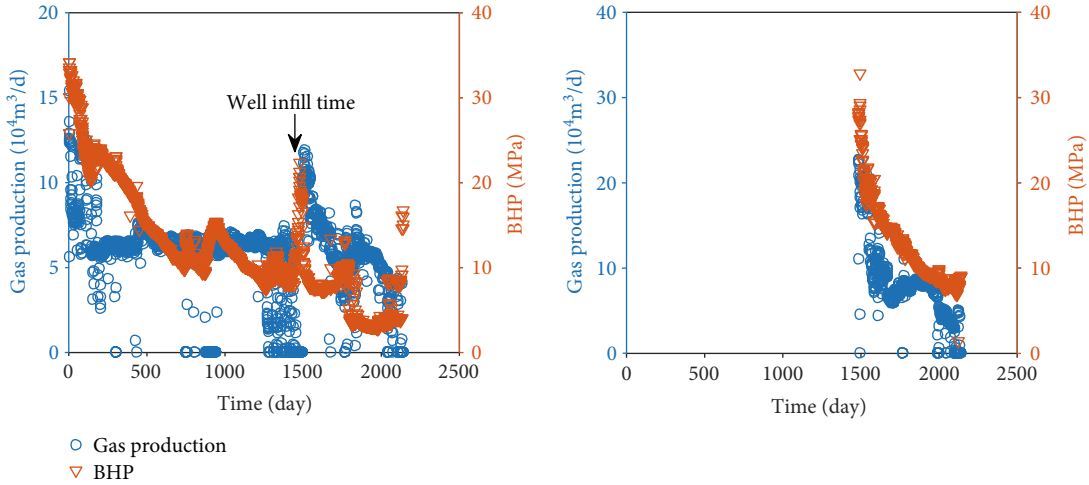 20
15
10
5
0
Gas production (10⁴m³/d)
Well infill time
40
30
20
10
0
BHP (MPa)
0 500 1000 1500 2000 2500
Time (day)
Gas production
BHP
40
30
20
10
0
Gas production (10⁴m³/d)
40
30
20
10
0
BHP (MPa)
0 500 1000 1500 2000 2500
Time (day)